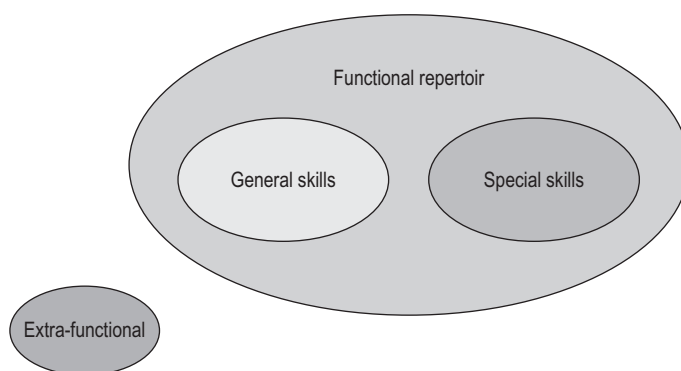 Functional repertoir
General skills
Special skills
Extra-functional